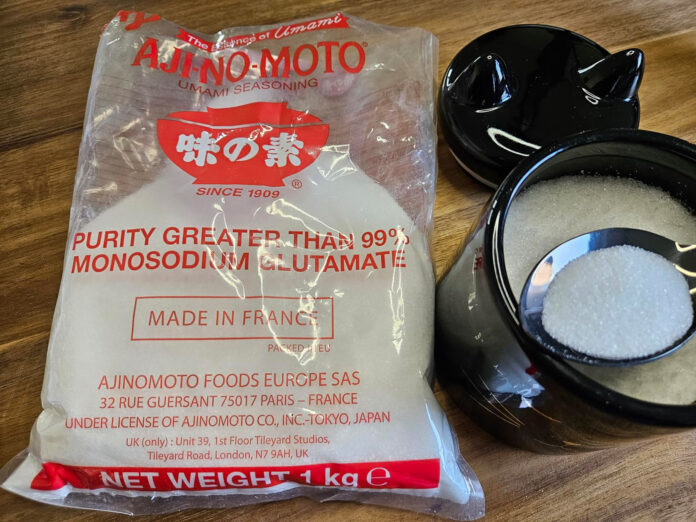 The Essence of Umami
AJI-NO-MOTO®
UMAMI SEASONING
味の素
SINCE 1909 ®
PURITY GREATER THAN 99%
MONOSODIUM GLUTAMATE
MADE IN FRANCE
PACKED IN EU
AJINOMOTO FOODS EUROPE SAS
32 RUE GUERSANT 75017 PARIS – FRANCE
UNDER LICENSE OF AJINOMOTO CO., INC.-TOKYO, JAPAN
UK (only) : Unit 39, 1st Floor Tileyard Studios,
Tileyard Road, London, N7 9AH, UK
NET WEIGHT 1 kg ℮